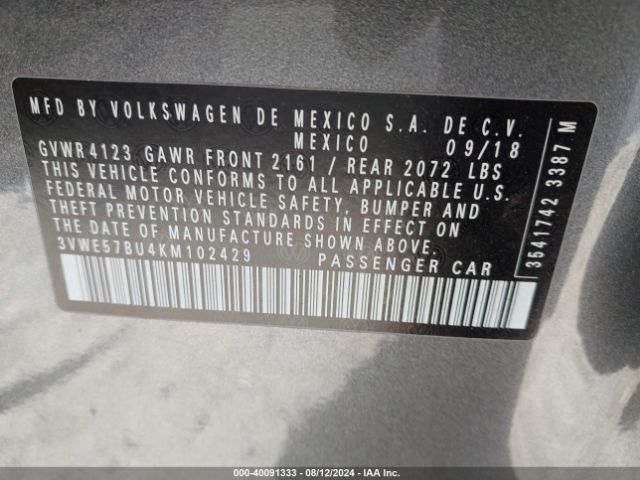 MFD BY VOLKSWAGEN DE MEXICO S.A. DE C.V.
MEXICO 09/18
GVWR 4123 GAWR FRONT 2161 / REAR 2072 LBS
THIS VEHICLE CONFORMS TO ALL APPLICABLE U.S.
FEDERAL MOTOR VEHICLE SAFETY, BUMPER AND
THEFT PREVENTION STANDARDS IN EFFECT ON
THE DATE OF MANUFACTURE SHOWN ABOVE.
3VWE57BU4KM102429 PASSENGER CAR
3541742 3387 M
000-40091333 - 08/12/2024 - IAA Inc.